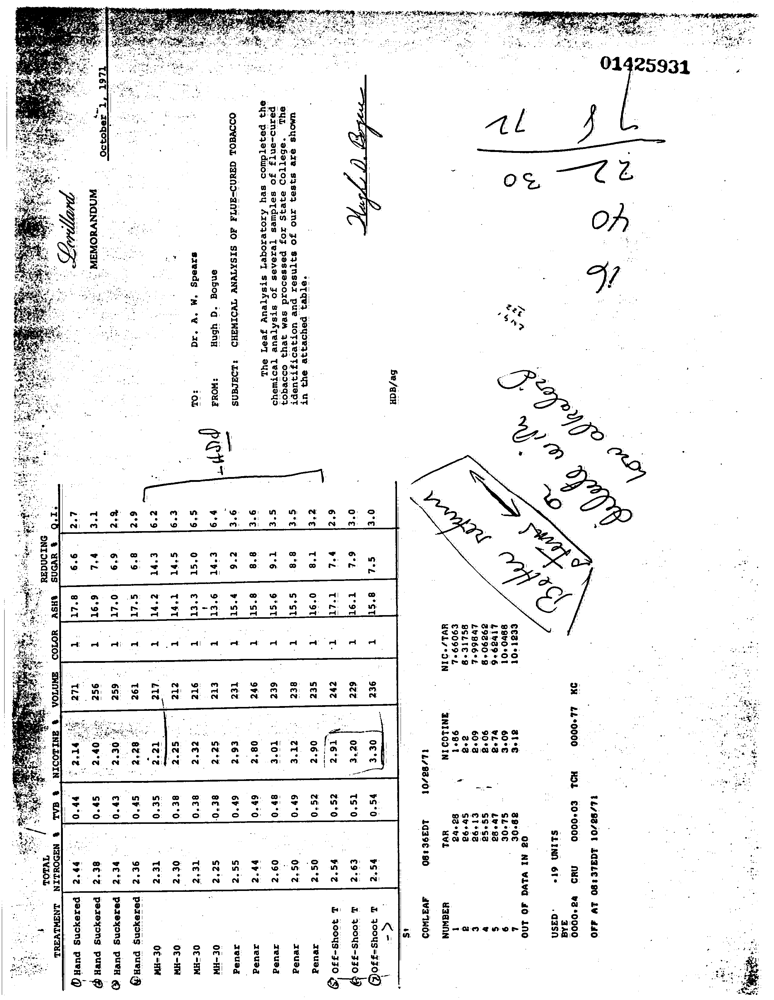 01425931
Lorillard
MEMORANDUM
October 1, 1971
TO: Dr. A. W. Spears
FROM: Hugh D. Bogue
SUBJECT: CHEMICAL ANALYSIS OF FLUE-CURED TOBACCO
The Leaf Analysis Laboratory has completed the
chemical analysis of several samples of flue-cured
tobacco that was processed for State College. The
identification and results of our tests are shown
in the attached table.
Hugh D. Bogue
HDB/ag
16
40
22 30
8 12
TREATMENT TOTAL NITROGEN % TVB % NICOTINE % VOLUME COLOR ASH% REDUCING SUGAR % Q.I.
① Hand Suckered 2.44 0.44 2.14 271 1 17.8 6.6 2.7
② Hand Suckered 2.38 0.45 2.40 256 1 16.9 7.4 3.1
③ Hand Suckered 2.34 0.43 2.30 259 1 17.0 6.9 2.9
④ Hand Suckered 2.36 0.45 2.28 261 1 17.5 6.8 2.9
MH-30 2.31 0.35 2.21 217 1 14.2 14.3 6.2
MH-30 2.30 0.38 2.25 212 1 14.1 14.5 6.3
MH-30 2.31 0.38 2.32 216 1 13.3 15.0 6.5
MH-30 2.25 0.38 2.25 213 1 13.6 14.3 6.4
Penar 2.55 0.49 2.93 231 1 15.4 9.2 3.6
Penar 2.44 0.49 2.80 246 1 15.8 8.8 3.6
Penar 2.60 0.48 3.01 239 1 15.6 9.1 3.5
Penar 2.50 0.49 3.12 238 1 15.5 8.8 3.5
Penar 2.50 0.52 2.90 235 1 16.0 8.1 3.2
⑤ Off-Shoot T 2.54 0.52 2.91 242 1 17.1 7.4 2.9
⑥ Off-Shoot T 2.63 0.51 3.20 229 1 16.1 7.9 3.0
⑦ Off-Shoot T 2.54 0.54 3.30 236 1 15.8 7.5 3.0
->
Better return
stems
or
dilute with
low alkaloid
S:
COMLEAF 08:36EDT 10/28/71
NUMBER TAR NICOTINE NIC./TAR
1 24.28 1.86 7.66063
2 26.45 2.2 8.31758
3 26.13 2.09 7.99847
4 25.55 2.06 8.06262
5 28.47 2.74 9.62417
6 30.75 3.09 10.0488
7 30.82 3.12 10.1233
OUT OF DATA IN 20
USED .19 UNITS
BYE
0000.24 CRU 0000.03 TCH 0000.77 KC
OFF AT 08:37EDT 10/28/71